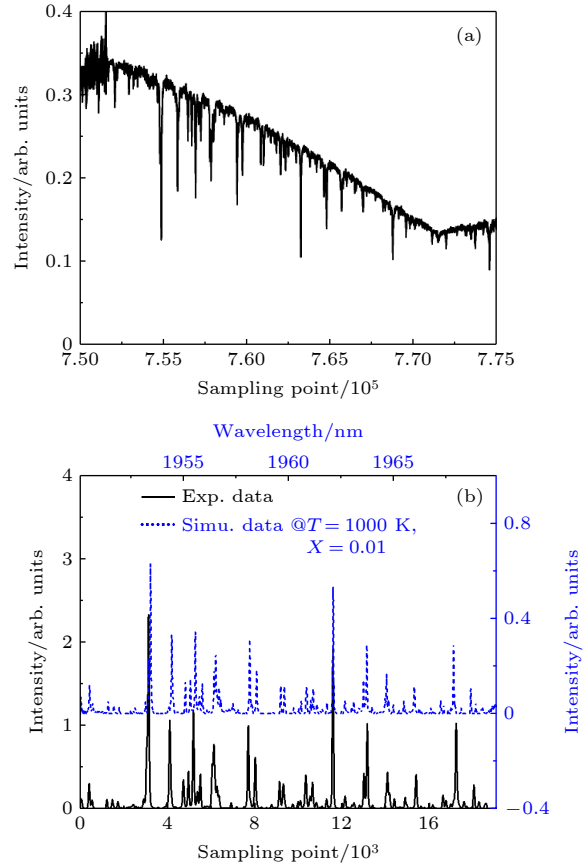 0.4
(a)
0.3
0.2
0.1
0
Intensity/arb. units
7.50 7.55 7.60 7.65 7.70 7.75
Sampling point/10⁵
Wavelength/nm
1955 1960 1965
4
3
2
1
0
Intensity/arb. units
(b)
Exp. data
Simu. data @T = 1000 K,
X = 0.01
0.8
0.4
0
−0.4
Intensity/arb. units
0 4 8 12 16
Sampling point/10³